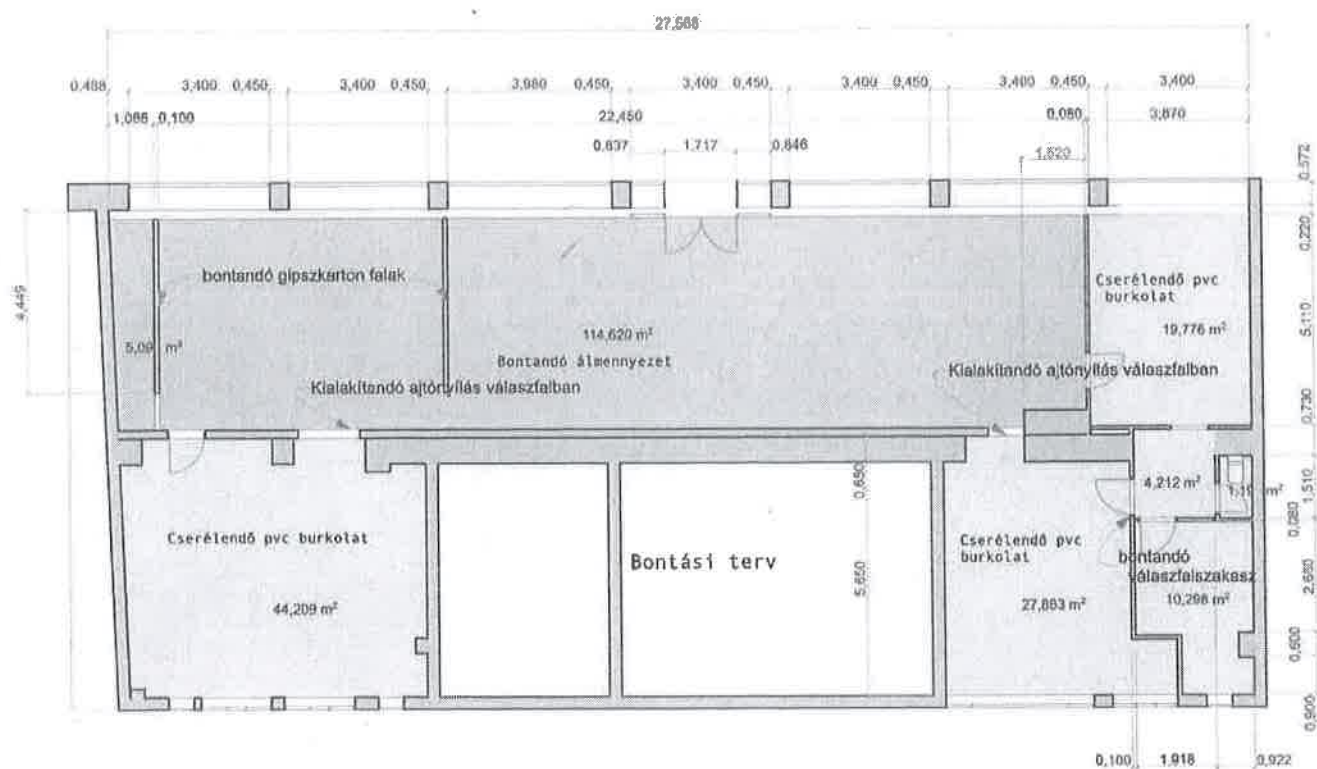 27,568
0,488 3,400 0,450 3,400 0,450 3,980 0,450 3,400 0,450 3,400 0,450 3,400 0,450 3,400
1,066 0,100 22,450 0,080 3,870
0,637 1,717 0,846
1,520
0,572
0,220
4,449
bontandó gipszkarton falak
Cserélendő pvc
burkolat
19,776 m²
5,110
5,09 m²
114,620 m²
Bontandó álmennyezet
Kialakítandó ajtónyílás válaszfalban
Kialakítandó ajtónyílás válaszfalban
0,730
0,650
4,212 m²
m²
1,510
0,080
Cserélendő pvc burkolat
Bontási terv
Cserélendő pvc
burkolat
bontandó
válaszfalszakasz
5,650
44,209 m²
27,883 m²
10,298 m²
2,680
0,600
0,900
0,100 1,918 0,922